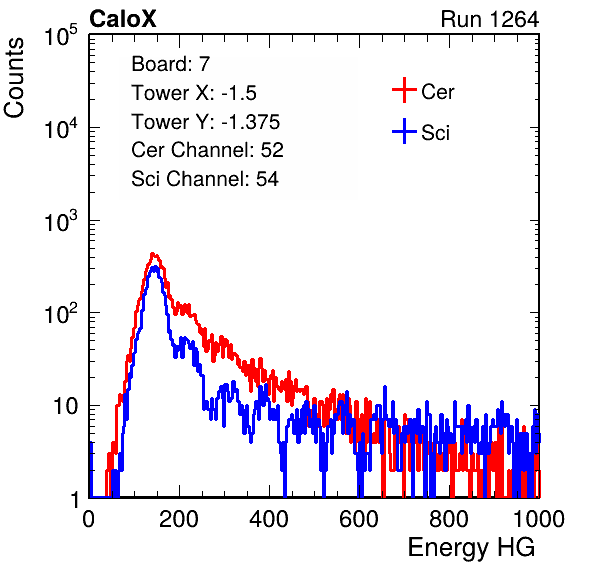 CaloX Run 1264
Counts
10^5
10^4
10^3
10^2
10
1
Board: 7
Tower X: -1.5
Tower Y: -1.375
Cer Channel: 52
Sci Channel: 54
Cer
Sci
0 200 400 600 800 1000
Energy HG